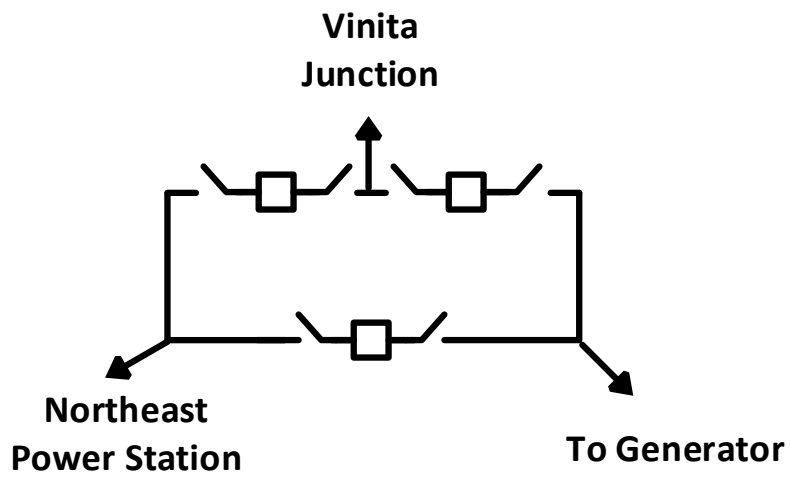 Vinita
Junction
Northeast
Power Station
To Generator